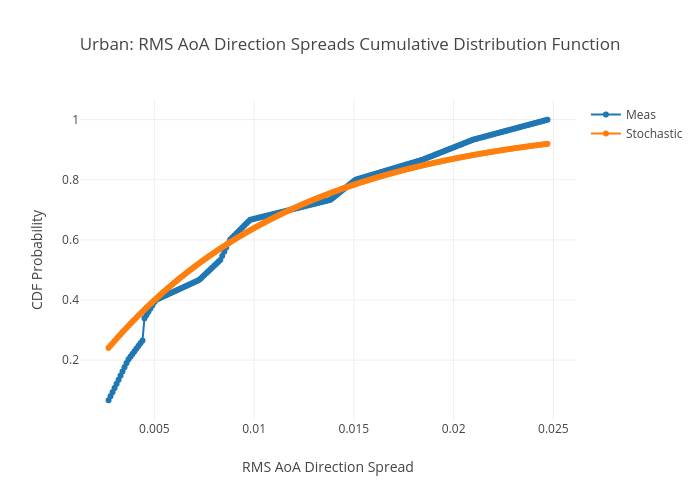 Urban: RMS AoA Direction Spreads Cumulative Distribution Function
Meas
Stochastic
CDF Probability
1
0.8
0.6
0.4
0.2
0.005
0.01
0.015
0.02
0.025
RMS AoA Direction Spread